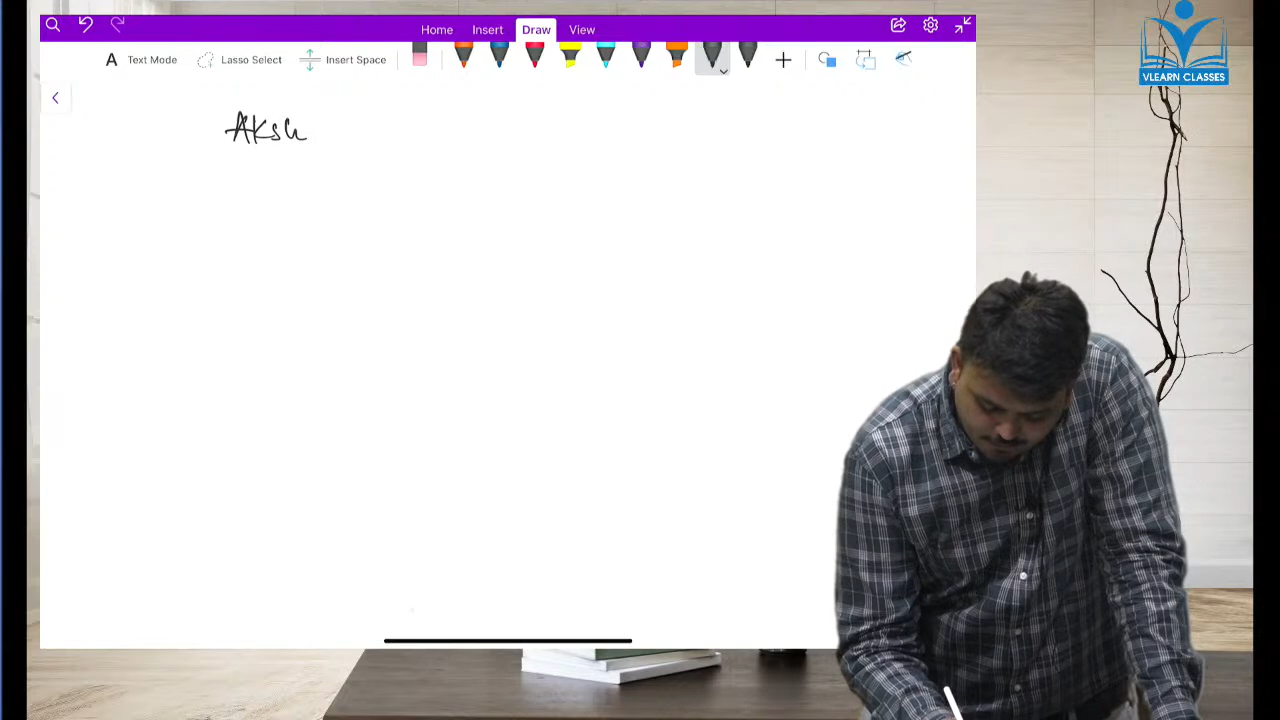 Home Insert Draw View
VLEARN CLASSES
A Text Mode Lasso Select Insert Space
Aksh